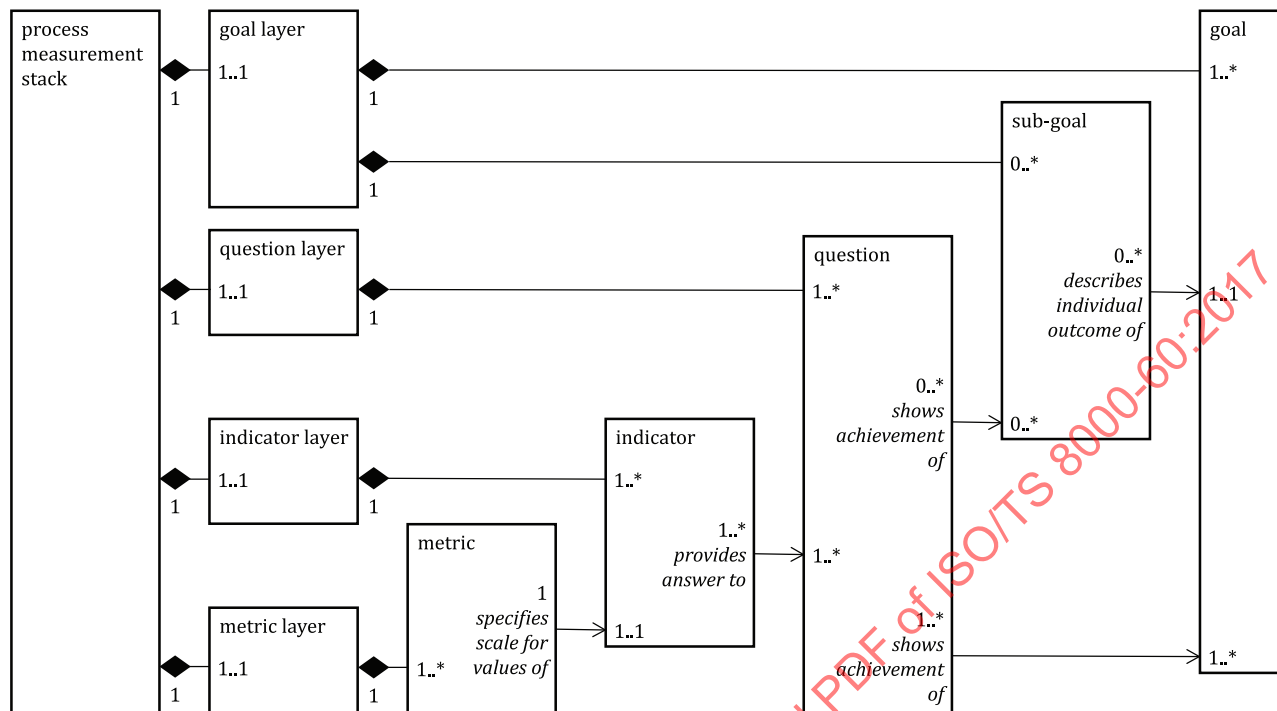 process
measurement
stack
1
1
1
1
goal layer
1..1
1
1
question layer
1..1
1
indicator layer
1..1
1
metric layer
1..1
1
metric
1..*
1
specifies
scale for
values of
indicator
1..*
1..*
provides
answer to
1..1
question
1..*
0..*
shows
achievement
of
1..*
1..*
shows
achievement
of
sub-goal
0..*
0..*
describes
individual
outcome of
0..*
goal
1..*
1..1
1..*
PDF of ISO/TS 8000-60:2017